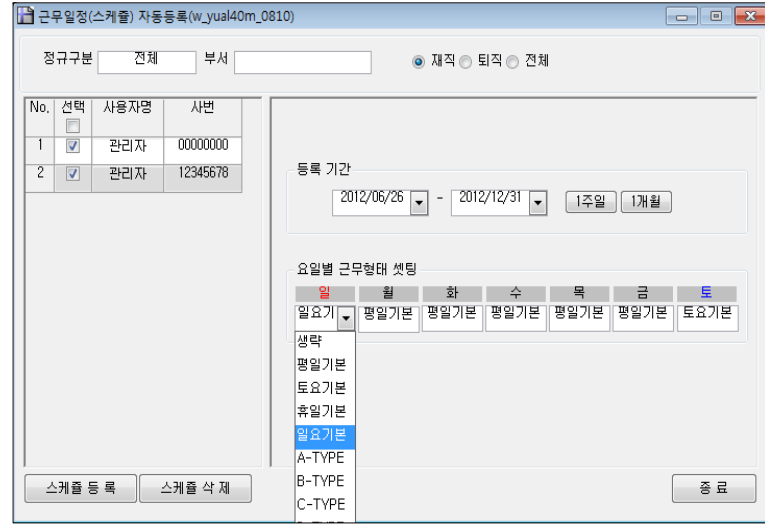 근무일정(스케쥴) 자동등록(w_yual40m_0810)
정규구분 전체 부서 재직 퇴직 전체
No. 선택 사용자명 사번
1 관리자 00000000
2 관리자 12345678
등록 기간
2012/06/26 - 2012/12/31 1주일 1개월
요일별 근무형태 셋팅
일 월 화 수 목 금 토
일요기 평일기본 평일기본 평일기본 평일기본 평일기본 토요기본
생략
평일기본
토요기본
휴일기본
일요기본
A-TYPE
B-TYPE
C-TYPE
스케쥴 등 록 스케쥴 삭 제 종 료